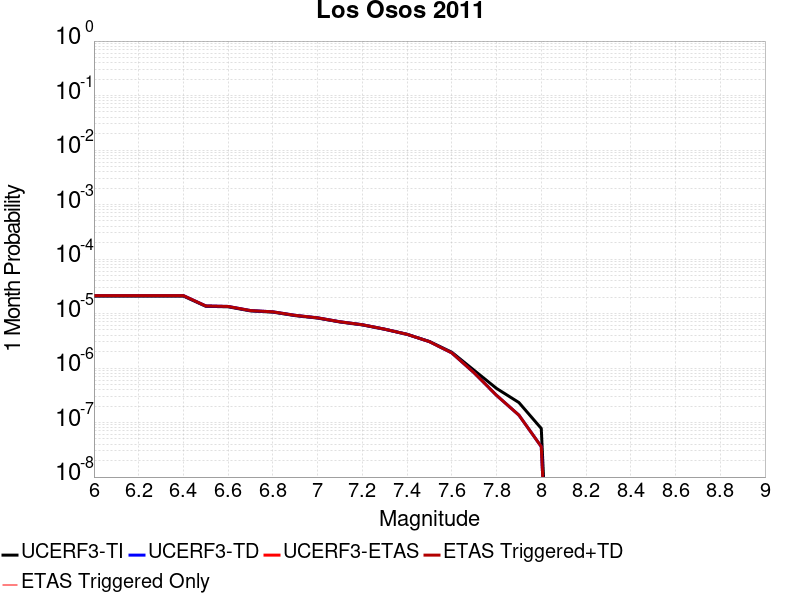 Los Osos 2011
1 Month Probability
10^0
10^-1
10^-2
10^-3
10^-4
10^-5
10^-6
10^-7
10^-8
6 6.2 6.4 6.6 6.8 7 7.2 7.4 7.6 7.8 8 8.2 8.4 8.6 8.8 9
Magnitude
UCERF3-TI UCERF3-TD UCERF3-ETAS ETAS Triggered+TD
ETAS Triggered Only